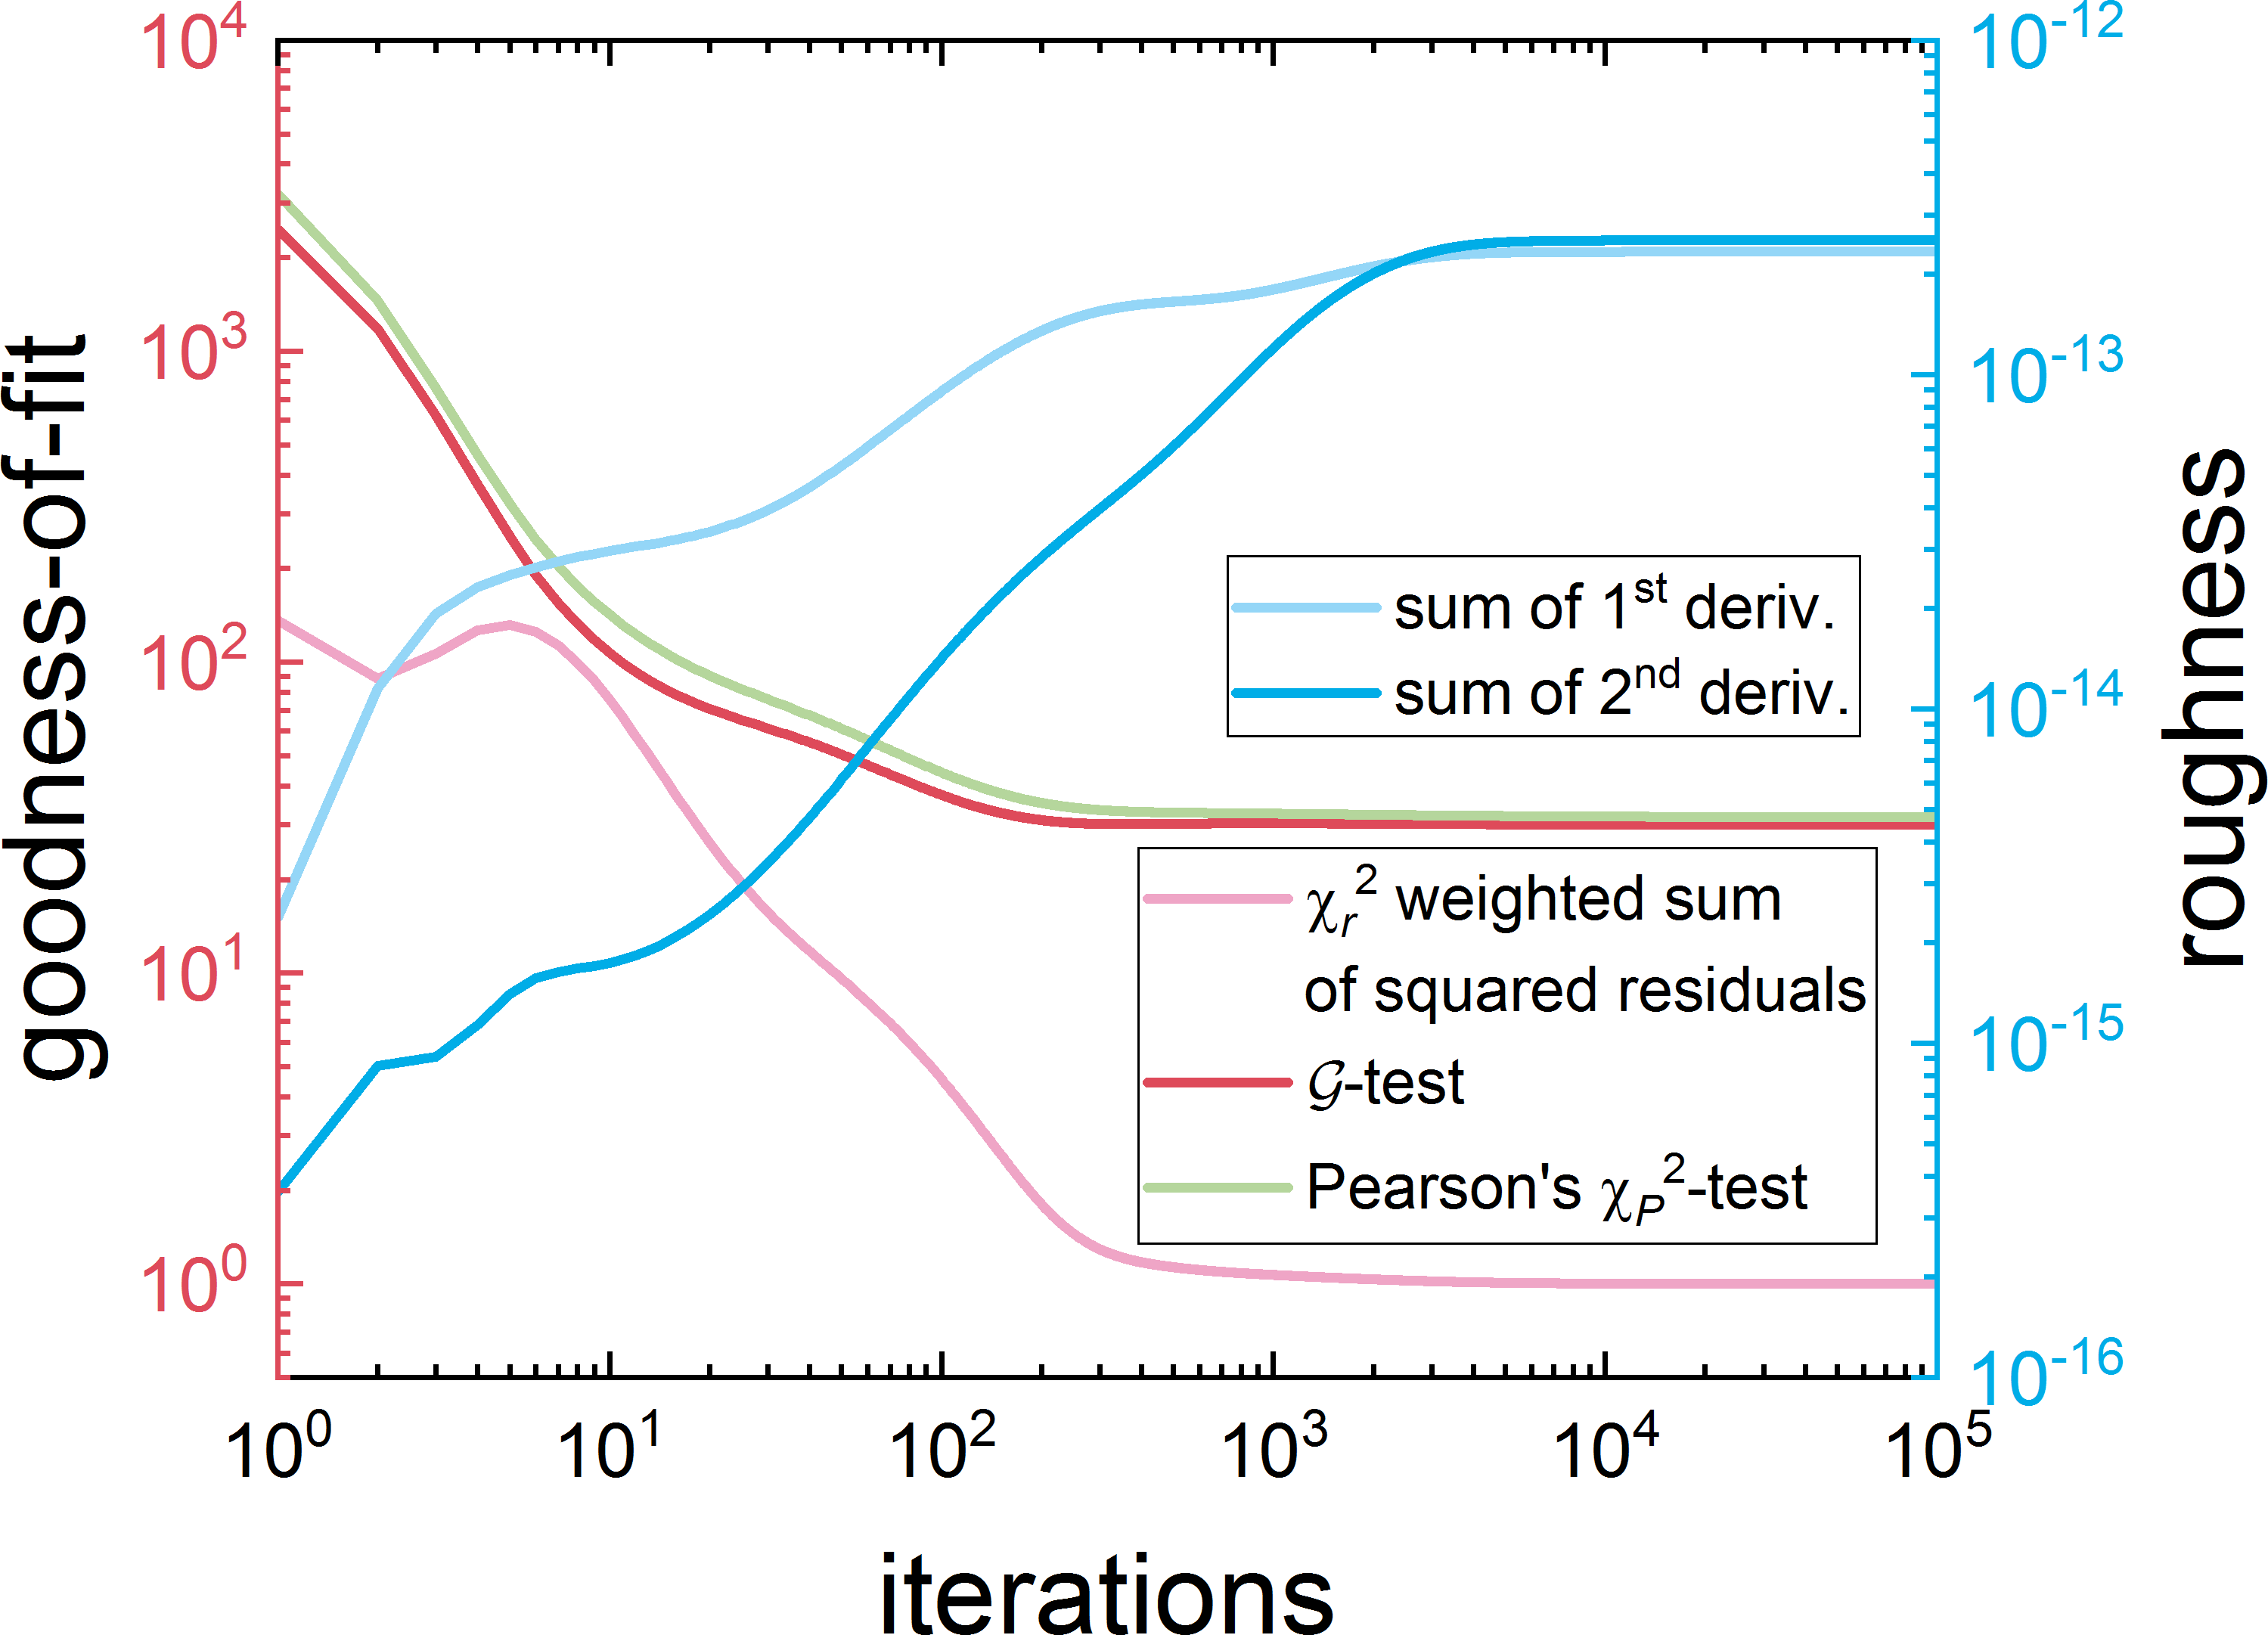 goodness-of-fit
10⁴
10³
10²
10¹
10⁰
10⁻¹²
10⁻¹³
10⁻¹⁴
10⁻¹⁵
10⁻¹⁶
roughness
sum of 1ˢᵗ deriv.
sum of 2ⁿᵈ deriv.
χᵣ² weighted sum
of squared residuals
𝒢-test
Pearson's χ_P²-test
10⁰ 10¹ 10² 10³ 10⁴ 10⁵
iterations